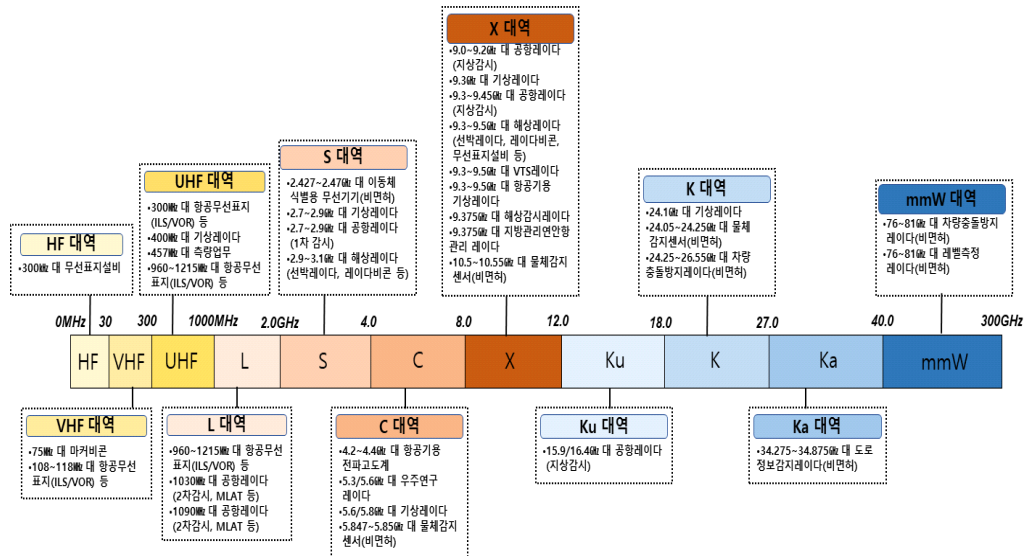 X 대역
•9.0~9.2㎓ 대 공항레이다
(지상감시)
•9.3㎓ 대 기상레이다
•9.3~9.45㎓ 대 공항레이다
(지상감시)
•9.3~9.5㎓ 대 해상레이다
(선박레이다, 레이다비콘,
무선표지설비 등)
•9.3~9.5㎓ 대 VTS레이다
•9.3~9.5㎓ 대 항공기용
기상레이다
•9.375㎓ 대 해상감시레이다
•9.375㎓ 대 지방관리연안항
관리 레이다
•10.5~10.55㎓ 대 물체감지
센서(비면허)
S 대역
•2.427~2.47㎓ 대 이동체
식별용 무선기기(비면허)
•2.7~2.9㎓ 대 기상레이다
•2.7~2.9㎓ 대 공항레이다
(1차 감시)
•2.9~3.1㎓ 대 해상레이다
(선박레이다, 레이다비콘 등)
UHF 대역
•300㎒ 대 항공무선표지
(ILS/VOR) 등
•400㎒ 대 기상레이다
•457㎒ 대 측량업무
•960~1215㎒ 대 항공무선
표지(ILS/VOR) 등
HF 대역
•300㎑ 대 무선표지설비
K 대역
•24.1㎓ 대 기상레이다
•24.05~24.25㎓ 대 물체
감지센서(비면허)
•24.25~26.55㎓ 대 차량
충돌방지레이다(비면허)
mmW 대역
•76~81㎓ 대 차량충돌방지
레이다(비면허)
•76~81㎓ 대 레벨측정
레이다(비면허)
0MHz 30 300 1000MHz 2.0GHz 4.0 8.0 12.0 18.0 27.0 40.0 300GHz
HF VHF UHF L S C X Ku K Ka mmW
VHF 대역
•75㎒ 대 마커비콘
•108~118㎒ 대 항공무선
표지(ILS/VOR) 등
L 대역
•960~1215㎒ 대 항공무선
표지(ILS/VOR) 등
•1030㎒ 대 공항레이다
(2차감시, MLAT 등)
•1090㎒ 대 공항레이다
(2차감시, MLAT 등)
C 대역
•4.2~4.4㎓ 대 항공기용
전파고도계
•5.3/5.6㎓ 대 우주연구
레이다
•5.6/5.8㎓ 대 기상레이다
•5.847~5.85㎓ 대 물체감지
센서(비면허)
Ku 대역
•15.9/16.4㎓ 대 공항레이다
(지상감시)
Ka 대역
•34.275~34.875㎓ 대 도로
정보감지레이다(비면허)